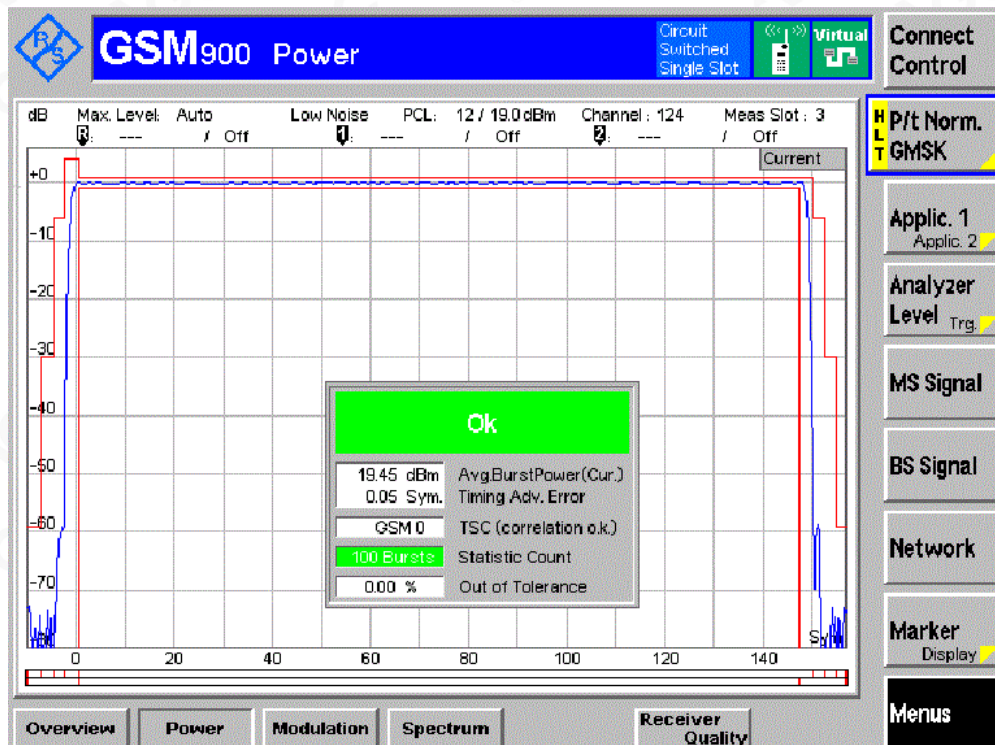 R S
GSM900 Power
Circuit
Switched
Single Slot
Virtual
Connect
Control
dB Max. Level: Auto Low Noise PCL: 12 / 19.0 dBm Channel : 124 Meas Slot : 3
R: --- / Off 1: --- / Off 2: --- / Off
Current
HLT
P/t Norm.
GMSK
Applic. 1
Applic. 2
Analyzer
Level Trg.
MS Signal
BS Signal
Network
Marker
Display
Menus
+0
-10
-20
-30
-40
-50
-60
-70
Ok
19.45 dBm Avg.BurstPower(Cur.)
0.05 Sym. Timing Adv. Error
GSM 0 TSC (correlation o.k.)
100 Bursts Statistic Count
0.00 % Out of Tolerance
0 20 40 60 80 100 120 140
Overview Power Modulation Spectrum
Receiver
Quality